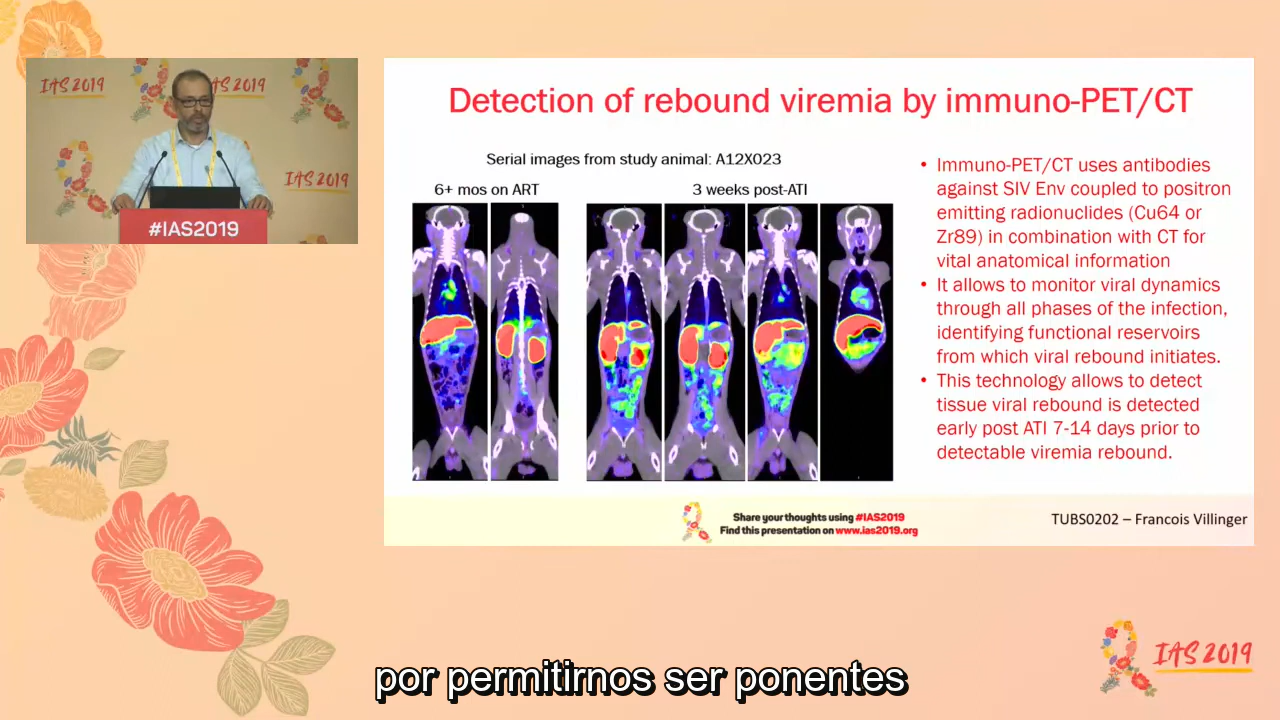 IAS 2019
AS 2019
IAS 2019
#IAS2019
Detection of rebound viremia by immuno-PET/CT
Serial images from study animal: A12X023
6+ mos on ART
3 weeks post-ATI
• Immuno-PET/CT uses antibodies
against SIV Env coupled to positron
emitting radionuclides (Cu64 or
Zr89) in combination with CT for
vital anatomical information
• It allows to monitor viral dynamics
through all phases of the infection,
identifying functional reservoirs
from which viral rebound initiates.
• This technology allows to detect
tissue viral rebound is detected
early post ATI 7-14 days prior to
detectable viremia rebound.
Share your thoughts using #IAS2019
Find this presentation on www.ias2019.org
TUBS0202 – Francois Villinger
IAS 2019
por permitirnos ser ponentes